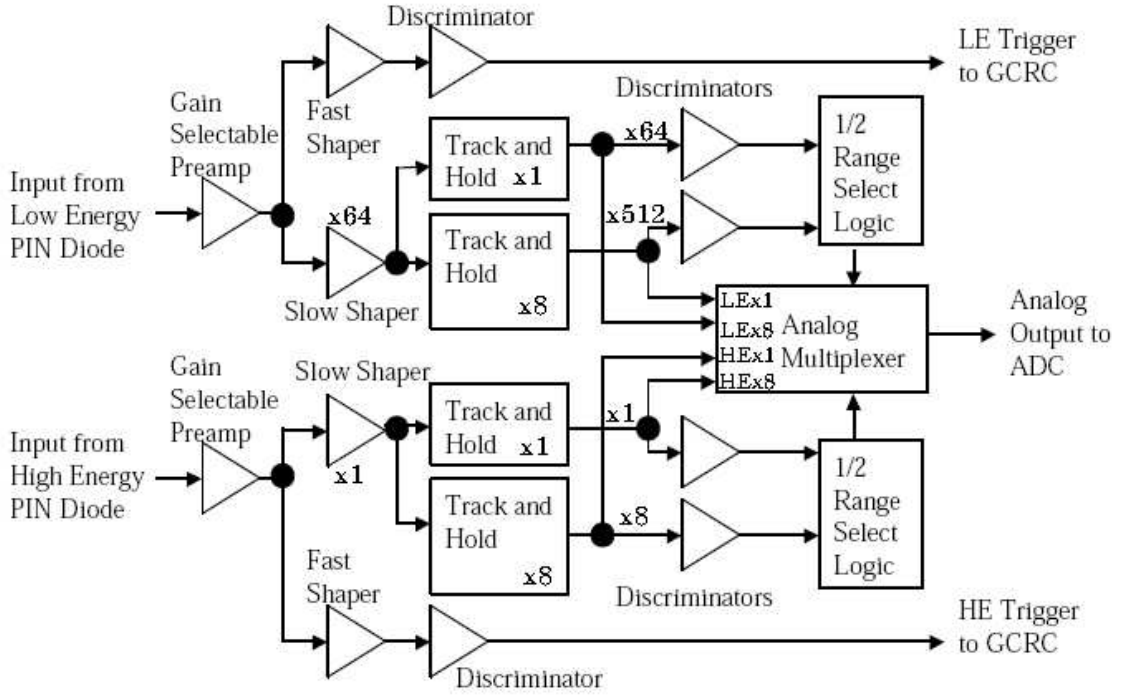 Discriminator
LE Trigger
to GCRC
Gain
Selectable
Preamp
Fast
Shaper
Discriminators
Track and
Hold x1
x64
1/2
Range
Select
Logic
Input from
Low Energy
PIN Diode
x64
Track and
Hold
x8
x512
Slow Shaper
LEx1
LEx8
HEx1
HEx8
Analog
Multiplexer
Analog
Output to
ADC
Gain
Selectable
Preamp
Slow Shaper
Track and
Hold x1
x1
Input from
High Energy
PIN Diode
x1
Track and
Hold
x8
x8
1/2
Range
Select
Logic
Fast
Shaper
Discriminators
HE Trigger
to GCRC
Discriminator